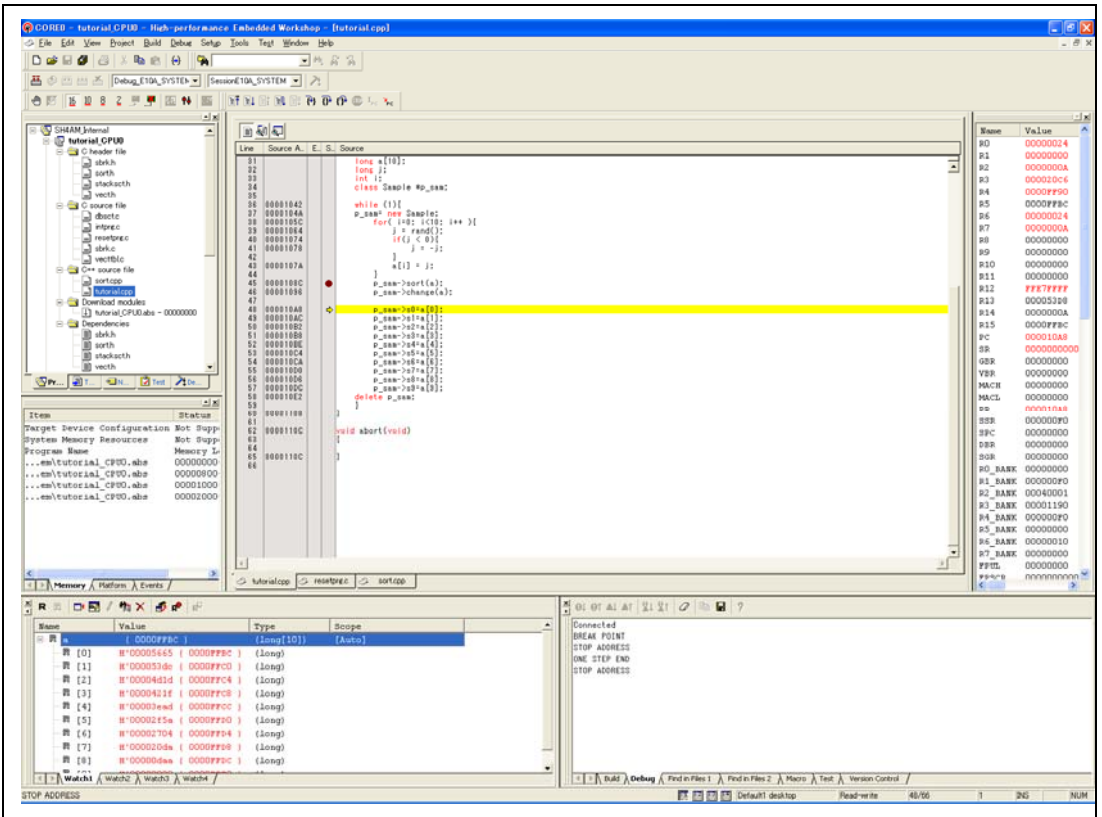 CORE0 - tutorial_CPU0 - High-performance Embedded Workshop - [tutorial.cpp]
File Edit View Project Build Debug Setup Tools Test Window Help
Debug_E10A_SYSTEM SessionE10A_SYSTEM
16 10 8 2
SH4AM_Internal
tutorial_CPU0
C header file
sbrk.h
sort.h
stacksct.h
vect.h
C source file
dbsct.c
intprg.c
resetprg.c
sbrk.c
vecttbl.c
C++ source file
sort.cpp
tutorial.cpp
Download modules
tutorial_CPU0.abs - 00000000
Dependencies
sbrk.h
sort.h
stacksct.h
vect.h
Pr... T... N... Test De...
Item Status
Target Device Configuration Not Supp
System Memory Resources Not Supp
Program Name Memory Lo
...em\tutorial_CPU0.abs 00000000
...em\tutorial_CPU0.abs 00000800
...em\tutorial_CPU0.abs 00001000
...em\tutorial_CPU0.abs 00002000
Memory Platform Events
Line Source A.. E.. S.. Source
31 long a[10];
32 long j;
33 int i;
34 class Sample *p_sam;
35
36 00001042 while (1){
37 0000104A p_sam= new Sample;
38 0000105C for( i=0; i<10; i++ ){
39 00001064 j = rand();
40 00001074 if(j < 0){
41 00001078 j = -j;
42 }
43 0000107A a[i] = j;
44 }
45 0000108C p_sam->sort(a);
46 00001096 p_sam->change(a);
47
48 000010A8 p_sam->s0=a[0];
49 000010AC p_sam->s1=a[1];
50 000010B2 p_sam->s2=a[2];
51 000010B8 p_sam->s3=a[3];
52 000010BE p_sam->s4=a[4];
53 000010C4 p_sam->s5=a[5];
54 000010CA p_sam->s6=a[6];
55 000010D0 p_sam->s7=a[7];
56 000010D6 p_sam->s8=a[8];
57 000010DC p_sam->s9=a[9];
58 000010E2 delete p_sam;
59 }
60 00001108 }
61
62 0000110C void abort(void)
63 {
64
65 0000110C }
66
tutorial.cpp resetprg.c sort.cpp
Name Value
R0 00000024
R1 00000000
R2 0000000A
R3 000020C6
R4 0000FF90
R5 0000FFBC
R6 00000024
R7 0000000A
R8 00000000
R9 00000000
R10 00000000
R11 00000000
R12 FFE7FFFF
R13 000053D8
R14 0000000A
R15 0000FFBC
PC 000010A8
SR 0000000000
GBR 00000000
VBR 00000000
MACH 00000000
MACL 00000000
PR 000010A8
SSR 000000F0
SPC 00000000
DBR 00000000
SGR 00000000
R0_BANK 00000000
R1_BANK 000000F0
R2_BANK 00040001
R3_BANK 00001190
R4_BANK 000000F0
R5_BANK 00000000
R6_BANK 00000010
R7_BANK 00000000
FPUL 00000000
FPSCR 0000000000
R
Name Value Type Scope
a { 0000FFBC } (long[10]) [Auto]
[0] H'00005665 { 0000FFBC } (long)
[1] H'000053dc { 0000FFC0 } (long)
[2] H'00004d1d { 0000FFC4 } (long)
[3] H'0000421f { 0000FFC8 } (long)
[4] H'00003ead { 0000FFCC } (long)
[5] H'00002f5a { 0000FFD0 } (long)
[6] H'00002704 { 0000FFD4 } (long)
[7] H'000020da { 0000FFD8 } (long)
[8] H'00000daa { 0000FFDC } (long)
Watch1 Watch2 Watch3 Watch4
Connected
BREAK POINT
STOP ADDRESS
ONE STEP END
STOP ADDRESS
Build Debug Find in Files 1 Find in Files 2 Macro Test Version Control
STOP ADDRESS Default1 desktop Read-write 48/66 1 INS NUM